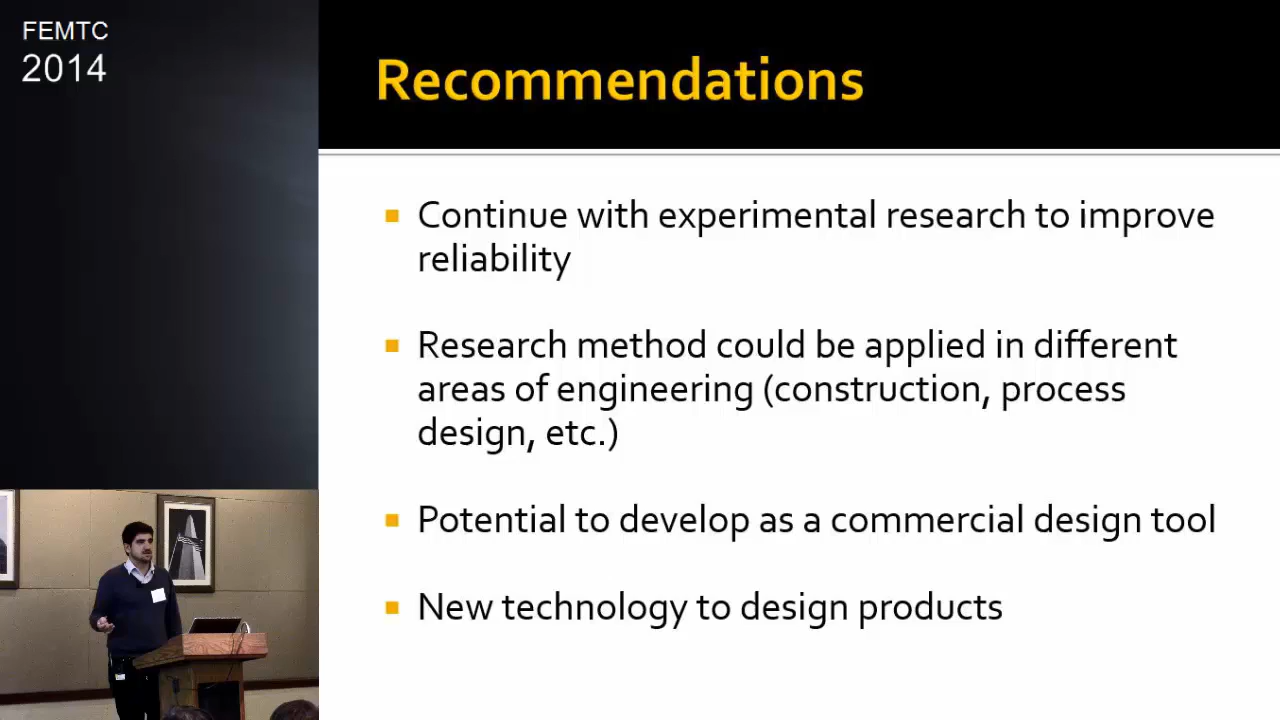 FEMTC
2014
Recommendations
Continue with experimental research to improve
reliability
Research method could be applied in different
areas of engineering (construction, process
design, etc.)
Potential to develop as a commercial design tool
New technology to design products